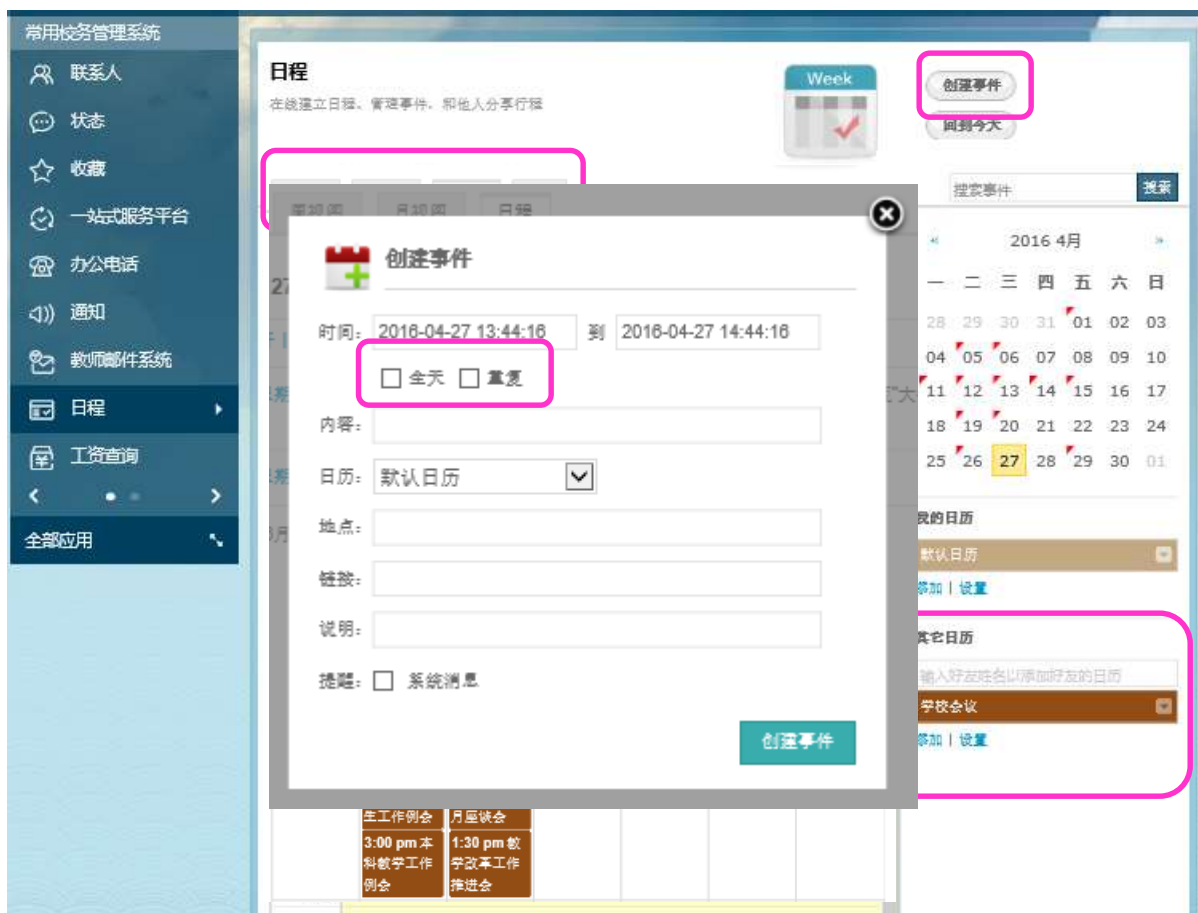 常用校务管理系统
联系人
状态
收藏
一站式服务平台
办公电话
通知
教师邮件系统
日程
工资查询
全部应用
日程
在线建立日程、管理事件、和他人分享行程
Week
创建事件
回到今天
搜索事件
搜索
周视图
月视图
日程
27
创建事件
时间：
2016-04-27 13:44:16
到
2016-04-27 14:44:16
全天
重复
内容：
日历：
默认日历
地点：
链接：
说明：
提醒：
系统消息
创建事件
«
2016 4月
»
一 二 三 四 五 六 日
28 29 30 31 01 02 03
04 05 06 07 08 09 10
11 12 13 14 15 16 17
18 19 20 21 22 23 24
25 26 27 28 29 30 01
我的日历
默认日历
添加 | 设置
其它日历
输入好友姓名以添加好友的日历
学校会议
添加 | 设置
生工作例会
月座谈会
3:00 pm 本
科教学工作
例会
1:30 pm 教
学改革工作
推进会